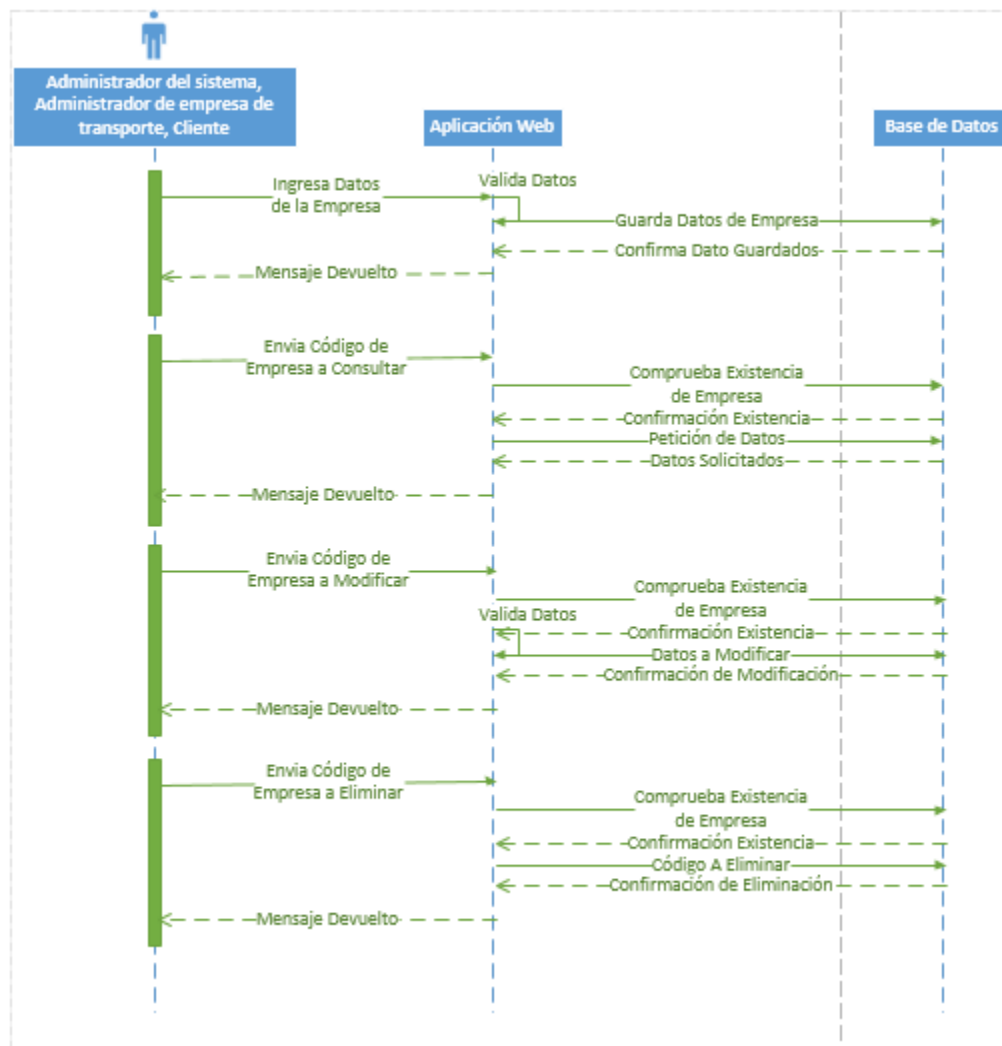 Administrador del sistema,
Administrador de empresa de
transporte, Cliente
Aplicación Web
Base de Datos
Ingresa Datos
de la Empresa
Valida Datos
Guarda Datos de Empresa
Confirma Dato Guardados
Mensaje Devuelto
Envia Código de
Empresa a Consultar
Comprueba Existencia
de Empresa
Confirmación Existencia
Petición de Datos
Datos Solicitados
Mensaje Devuelto
Envia Código de
Empresa a Modificar
Comprueba Existencia
de Empresa
Valida Datos
Confirmación Existencia
Datos a Modificar
Confirmación de Modificación
Mensaje Devuelto
Envia Código de
Empresa a Eliminar
Comprueba Existencia
de Empresa
Confirmación Existencia
Código A Eliminar
Confirmación de Eliminación
Mensaje Devuelto